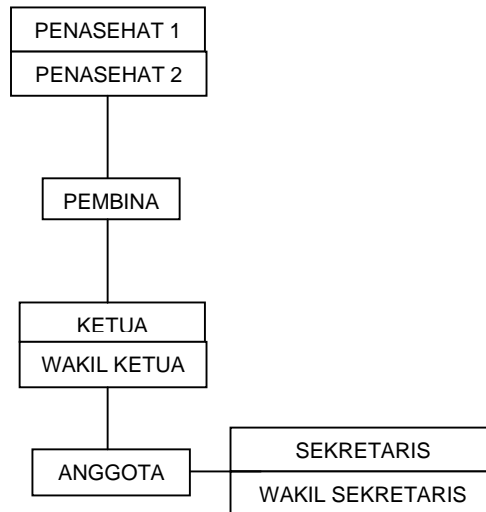 PENASEHAT 1
PENASEHAT 2
PEMBINA
KETUA
WAKIL KETUA
ANGGOTA
SEKRETARIS
WAKIL SEKRETARIS